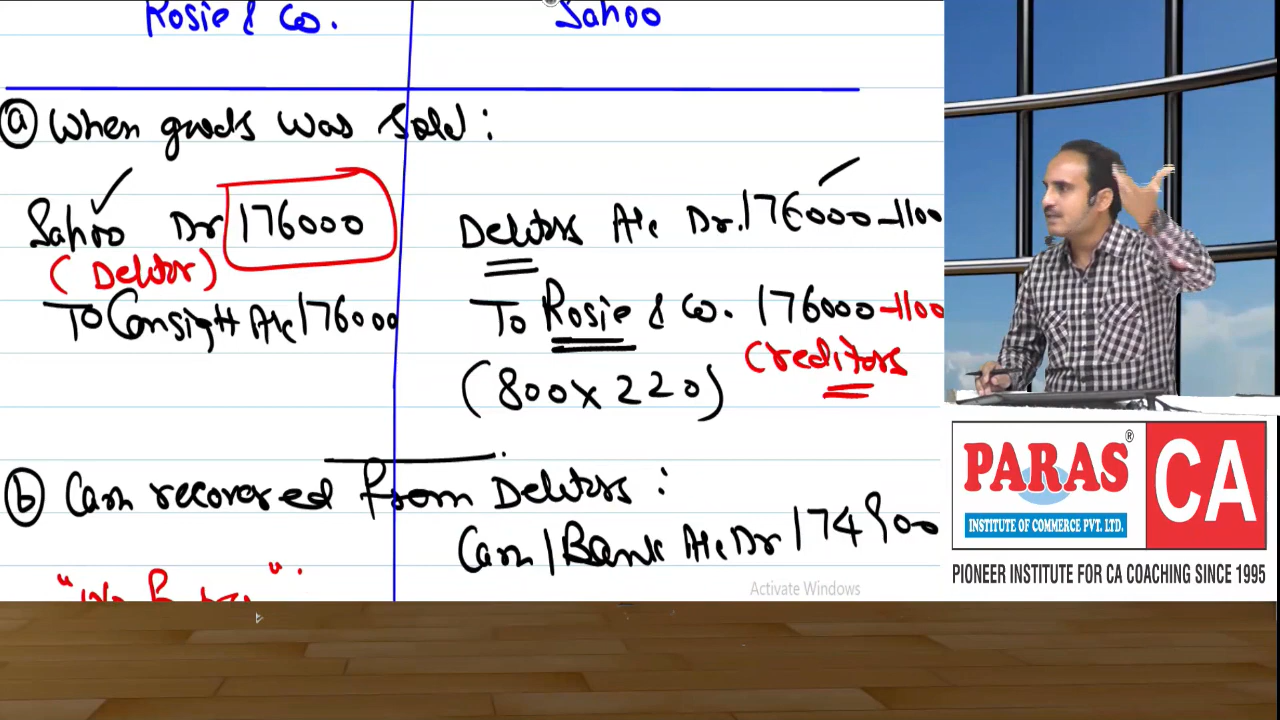 Rosie & Co. Sahoo
ⓐ When goods was sold :
Sahoo Dr 176000
(Debtor)
To Consigtt A/c 176000
Debtors A/c Dr. 176000 -1100
To Rosie & Co. 176000 -1100
Creditors
(800 x 220)
ⓑ Cash recovered from Debtors :
Cash / Bank A/c Dr 174900
Activate Windows
PARAS®
INSTITUTE OF COMMERCE PVT. LTD.
CA
PIONEER INSTITUTE FOR CA COACHING SINCE 1995